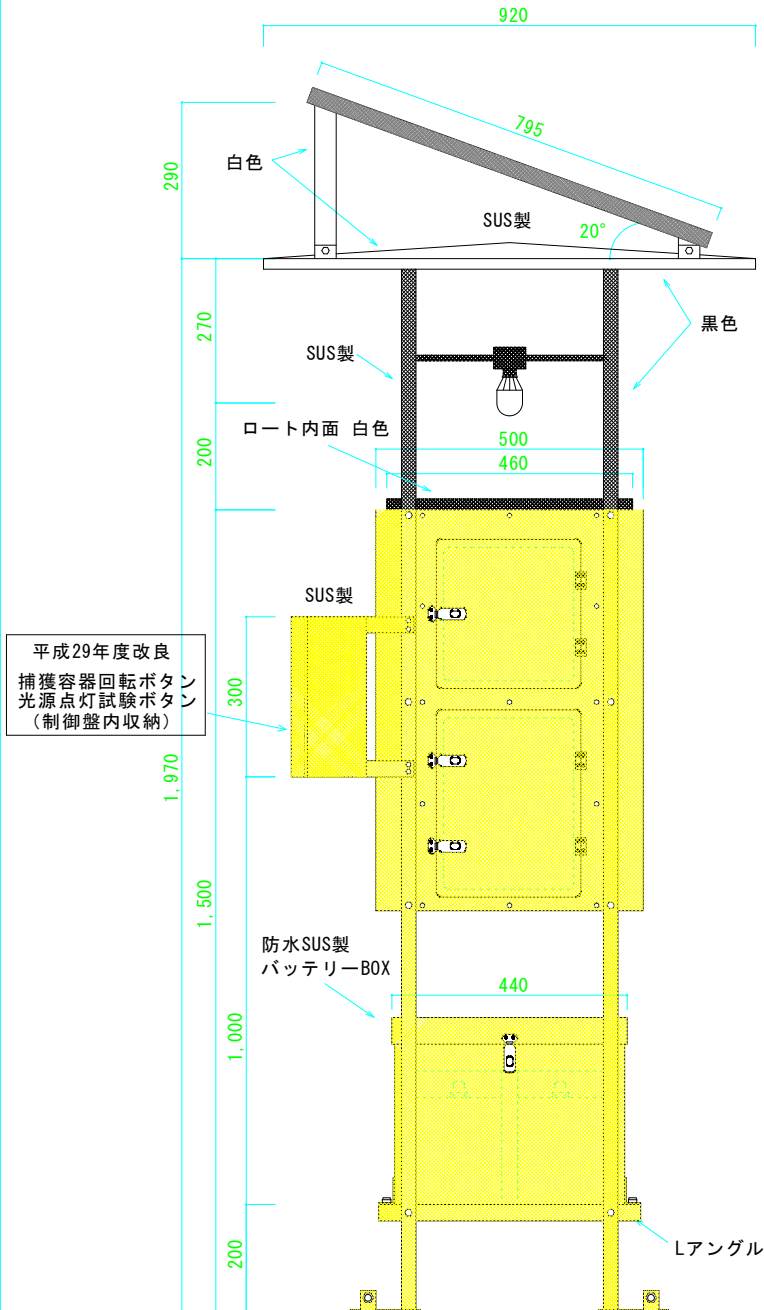 920
795
290
白色
SUS製
20°
270
SUS製
黒色
ロート内面 白色
200
500
460
SUS製
平成29年度改良
捕獲容器回転ボタン
光源点灯試験ボタン
（制御盤内収納）
300
1,970
1,500
防水SUS製
バッテリーBOX
440
1,000
200
Lアングル